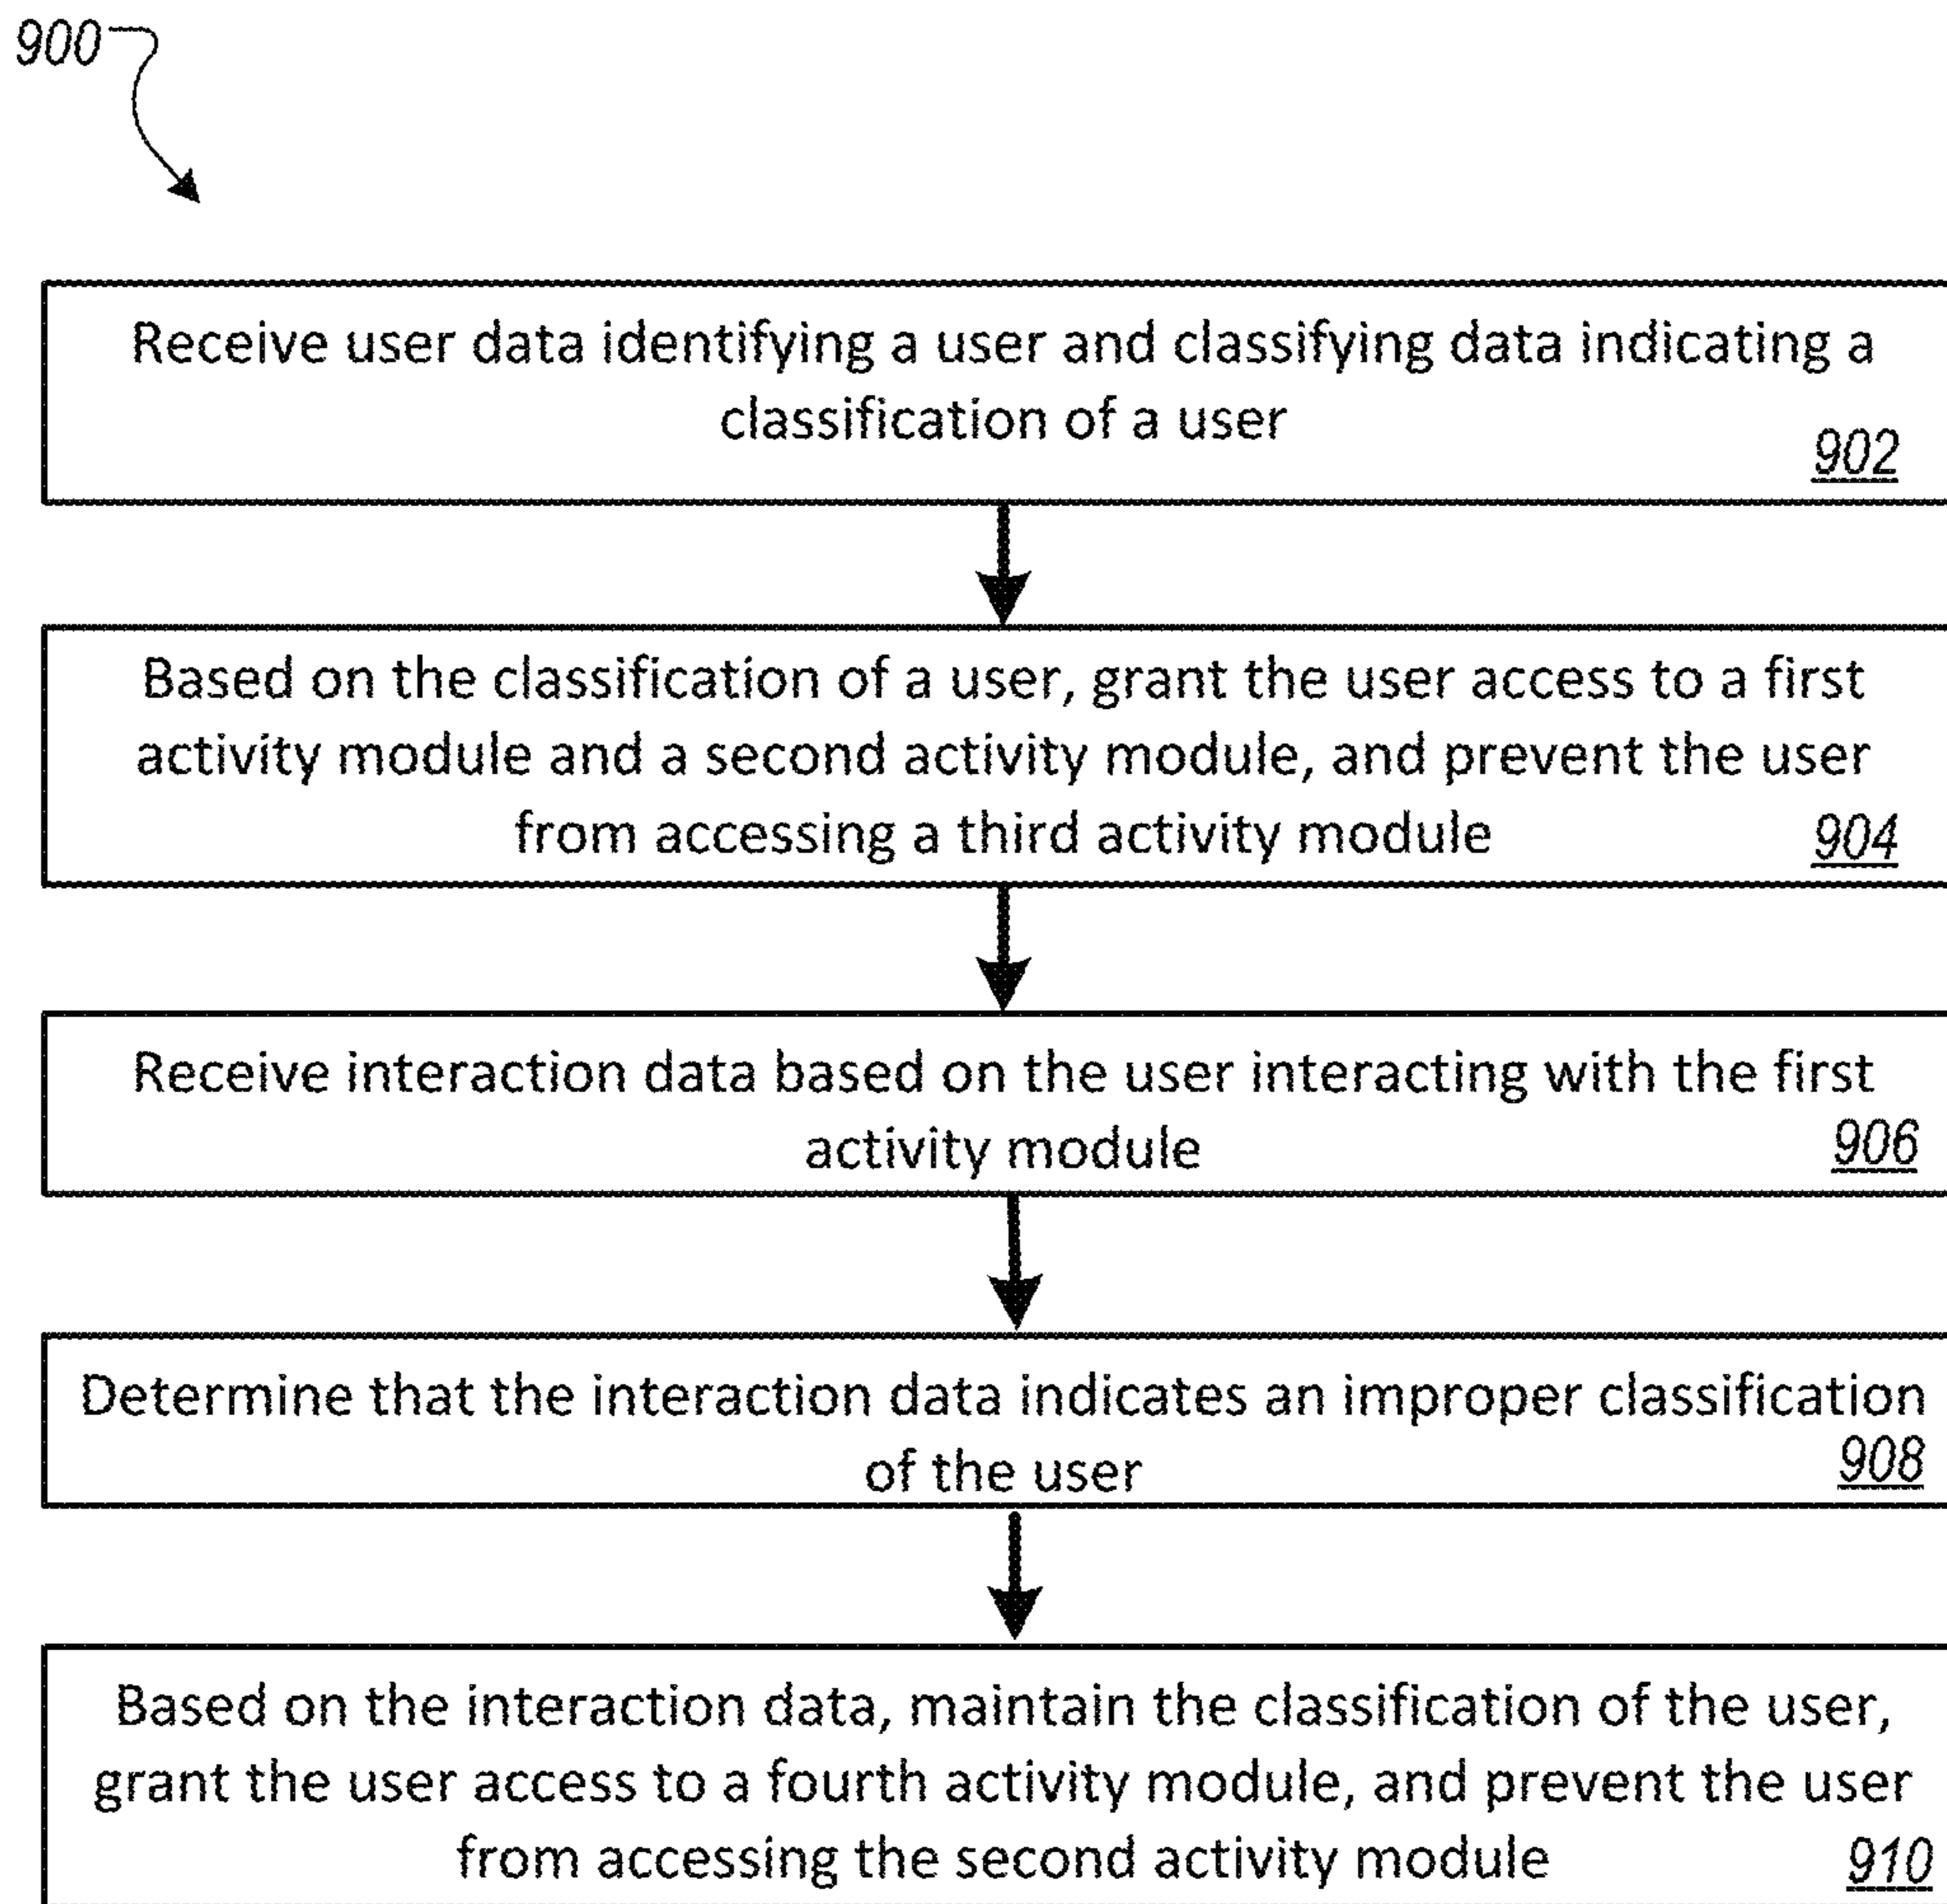 900
Receive user data identifying a user and classifying data indicating a
classification of a user
902
Based on the classification of a user, grant the user access to a first
activity module and a second activity module, and prevent the user
from accessing a third activity module
904
Receive interaction data based on the user interacting with the first
activity module
906
Determine that the interaction data indicates an improper classification
of the user
908
Based on the interaction data, maintain the classification of the user,
grant the user access to a fourth activity module, and prevent the user
from accessing the second activity module
910